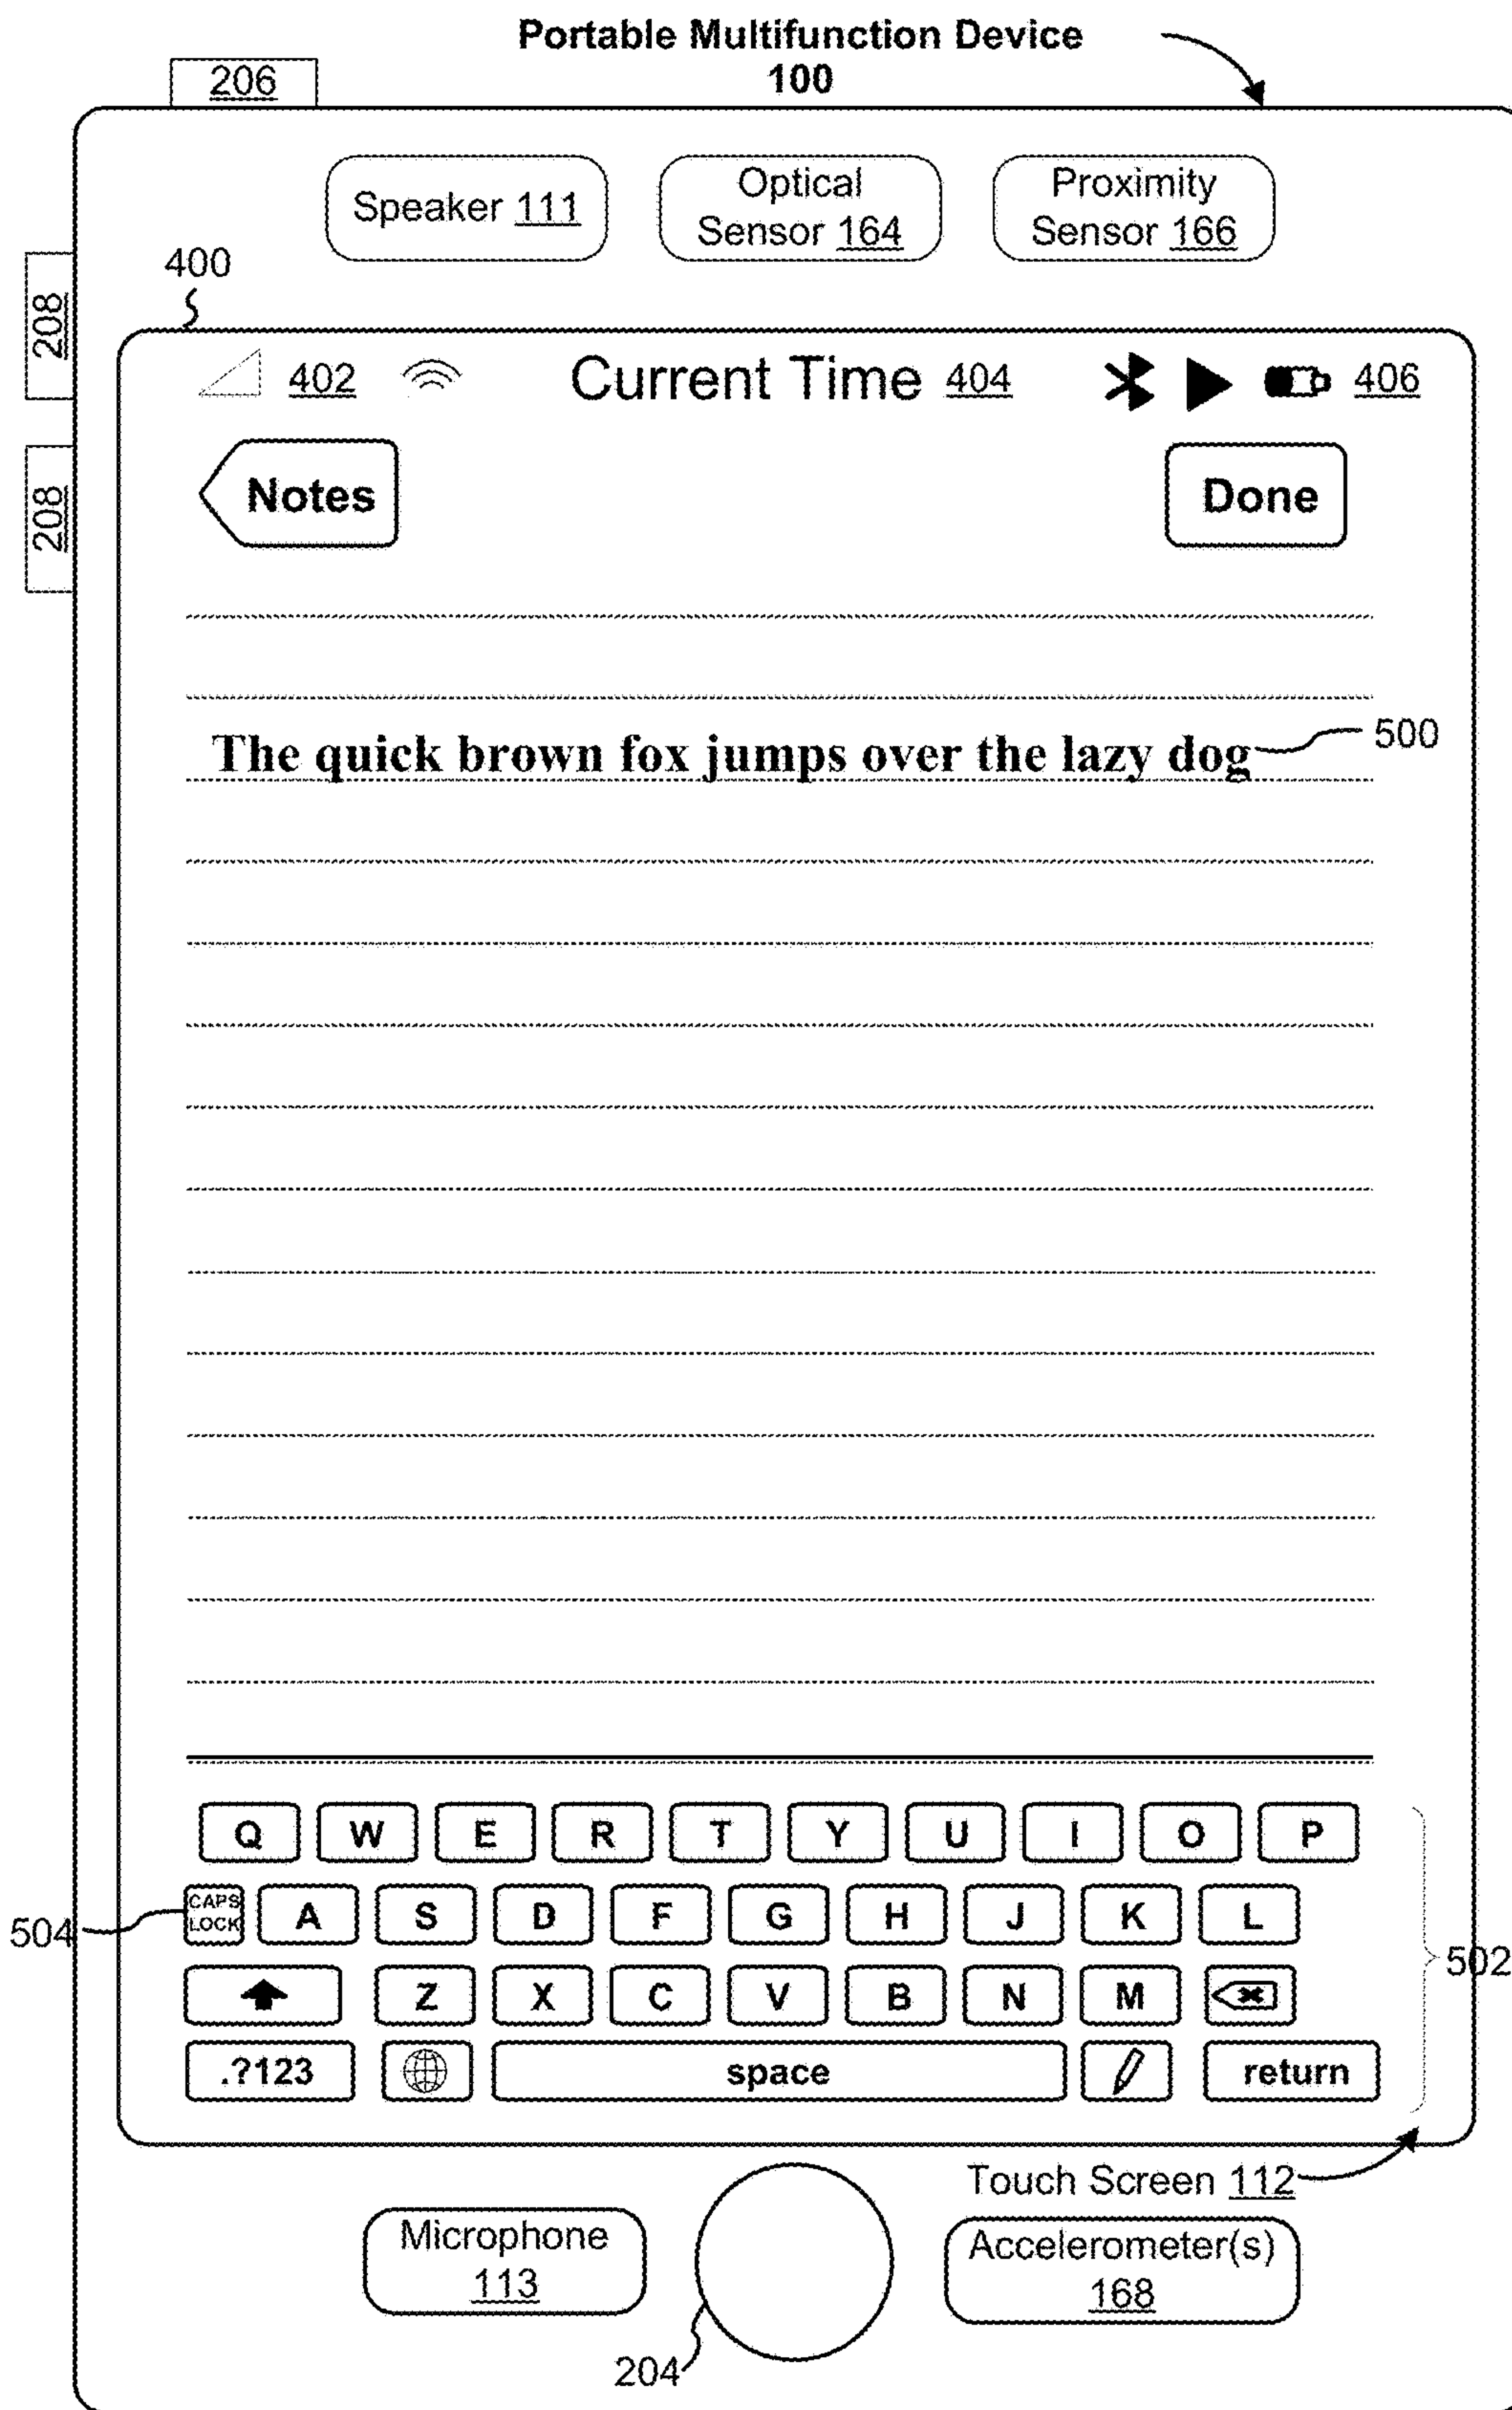 Portable Multifunction Device
100
206
Speaker 111
Optical
Sensor 164
Proximity
Sensor 166
400
208
402
Current Time 404
406
208
Notes
Done
The quick brown fox jumps over the lazy dog
500
Q W E R T Y U I O P
CAPS
LOCK
A S D F G H J K L
504
502
Z X C V B N M
.?123
space
return
Touch Screen 112
Microphone
113
Accelerometer(s)
168
204